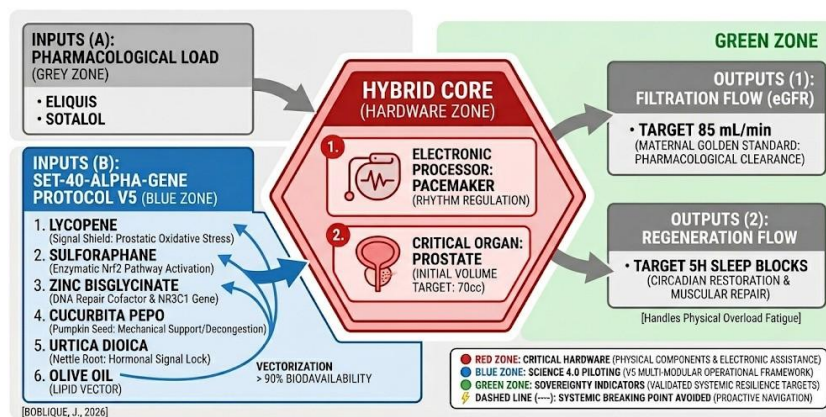 INPUTS (A):
PHARMACOLOGICAL LOAD
(GREY ZONE)
• ELIQUIS
• SOTALOL
INPUTS (B):
SET-40-ALPHA-GENE
PROTOCOL V5 (BLUE ZONE)
1. LYCOPENE
(Signal Shield: Prostatic Oxidative Stress)
2. SULFORAPHANE
(Enzymatic Nrf2 Pathway Activation)
3. ZINC BISGLYCINATE
(DNA Repair Cofactor & NR3C1 Gene)
4. CUCURBITA PEPO
(Pumpkin Seed: Mechanical Support/Decongestion)
5. URTICA DIOICA
(Nettle Root: Hormonal Signal Lock)
6. OLIVE OIL
(LIPID VECTOR)
VECTORIZATION
> 90% BIOAVAILABILITY
[BOBLIQUE, J., 2026]
HYBRID CORE
(HARDWARE ZONE)
1.
ELECTRONIC
PROCESSOR:
PACEMAKER
(RHYTHM REGULATION)
2.
CRITICAL ORGAN:
PROSTATE
(INITIAL VOLUME
TARGET: 70cc)
GREEN ZONE
OUTPUTS (1):
FILTRATION FLOW (eGFR)
• TARGET 85 mL/min
(MATERNAL GOLDEN STANDARD:
PHARMACOLOGICAL CLEARANCE)
OUTPUTS (2):
REGENERATION FLOW
• TARGET 5H SLEEP BLOCKS
(CIRCADIAN RESTORATION &
MUSCULAR REPAIR)
[Handles Physical Overload Fatigue]
RED ZONE: CRITICAL HARDWARE (PHYSICAL COMPONENTS & ELECTRONIC ASSISTANCE)
BLUE ZONE: SCIENCE 4.0 PILOTING (V5 MULTI-MODULAR OPERATIONAL FRAMEWORK)
GREEN ZONE: SOVEREIGNTY INDICATORS (VALIDATED SYSTEMIC RESILIENCE TARGETS)
DASHED LINE (----): SYSTEMIC BREAKING POINT AVOIDED (PROACTIVE NAVIGATION)